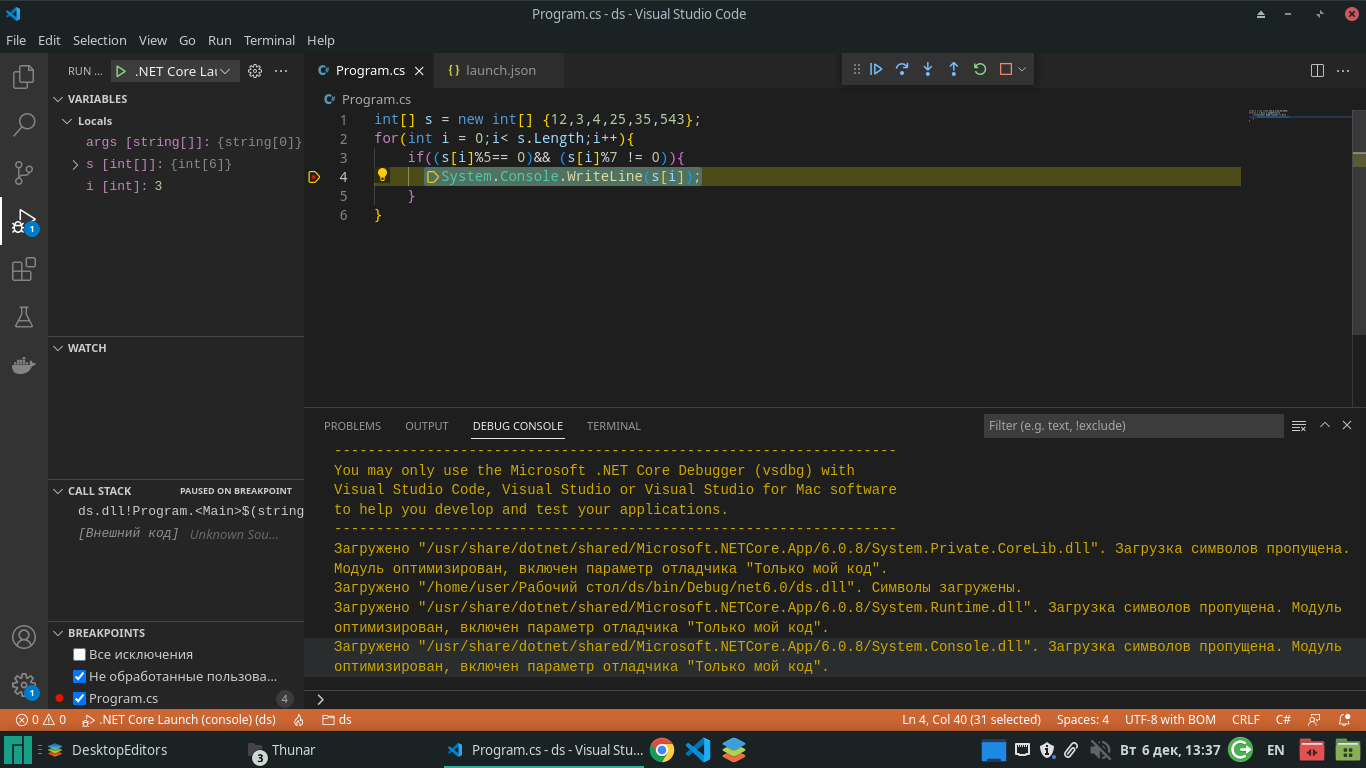 Program.cs - ds - Visual Studio Code
File Edit Selection View Go Run Terminal Help
RUN ... .NET Core Lau
Program.cs launch.json
VARIABLES
Locals
args [string[]]: {string[0]}
s [int[]]: {int[6]}
i [int]: 3
Program.cs
1 int[] s = new int[] {12,3,4,25,35,543};
2 for(int i = 0;i< s.Length;i++){
3 if((s[i]%5== 0)&& (s[i]%7 != 0)){
4 System.Console.WriteLine(s[i]);
5 }
6 }
1
WATCH
CALL STACK PAUSED ON BREAKPOINT
ds.dll!Program.<Main>$(string
[Внешний код] Unknown Sou...
BREAKPOINTS
Все исключения
Не обработанные пользова...
Program.cs 4
1
PROBLEMS OUTPUT DEBUG CONSOLE TERMINAL Filter (e.g. text, !exclude)
-------------------------------------------------------------------
You may only use the Microsoft .NET Core Debugger (vsdbg) with
Visual Studio Code, Visual Studio or Visual Studio for Mac software
to help you develop and test your applications.
-------------------------------------------------------------------
Загружено "/usr/share/dotnet/shared/Microsoft.NETCore.App/6.0.8/System.Private.CoreLib.dll". Загрузка символов пропущена.
Модуль оптимизирован, включен параметр отладчика "Только мой код".
Загружено "/home/user/Рабочий стол/ds/bin/Debug/net6.0/ds.dll". Символы загружены.
Загружено "/usr/share/dotnet/shared/Microsoft.NETCore.App/6.0.8/System.Runtime.dll". Загрузка символов пропущена. Модуль
оптимизирован, включен параметр отладчика "Только мой код".
Загружено "/usr/share/dotnet/shared/Microsoft.NETCore.App/6.0.8/System.Console.dll". Загрузка символов пропущена. Модуль
оптимизирован, включен параметр отладчика "Только мой код".
0 0 .NET Core Launch (console) (ds) ds Ln 4, Col 40 (31 selected) Spaces: 4 UTF-8 with BOM CRLF C#
DesktopEditors 3 Thunar Program.cs - ds - Visual Stu... Вт 6 дек, 13:37 EN